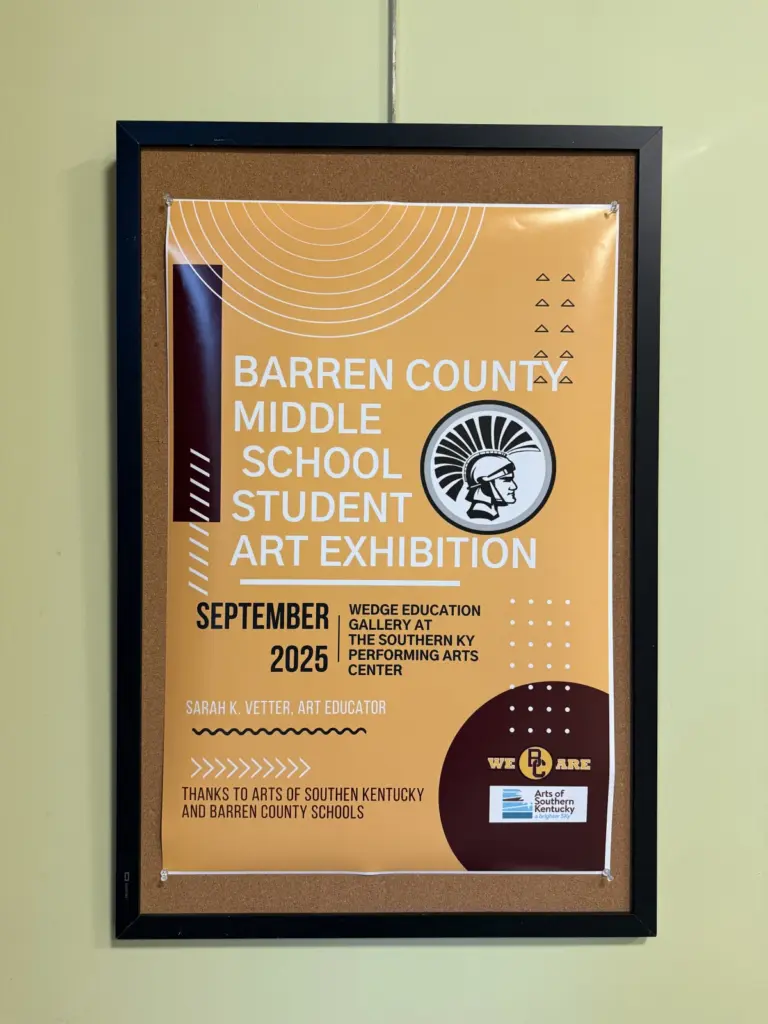 BARREN COUNTY
MIDDLE
SCHOOL
STUDENT
ART EXHIBITION
SEPTEMBER
2025
WEDGE EDUCATION
GALLERY AT
THE SOUTHERN KY
PERFORMING ARTS
CENTER
SARAH K. VETTER, ART EDUCATOR
THANKS TO ARTS OF SOUTHEN KENTUCKY
AND BARREN COUNTY SCHOOLS
WE BC ARE
Arts of
Southern
Kentucky
a brighter sky